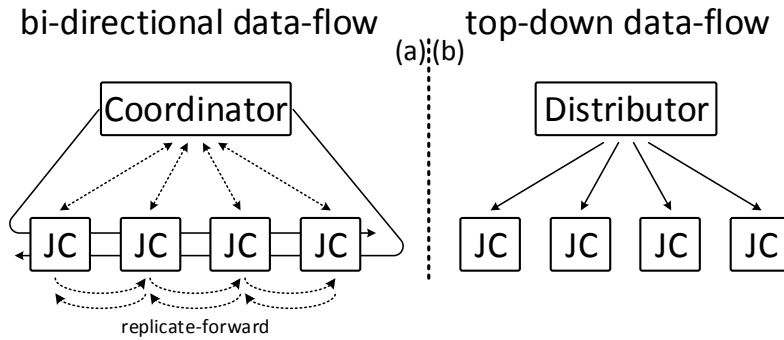 bi-directional data-flow
top-down data-flow
(a) (b)
Coordinator
Distributor
JC JC JC JC
JC JC JC JC
replicate-forward